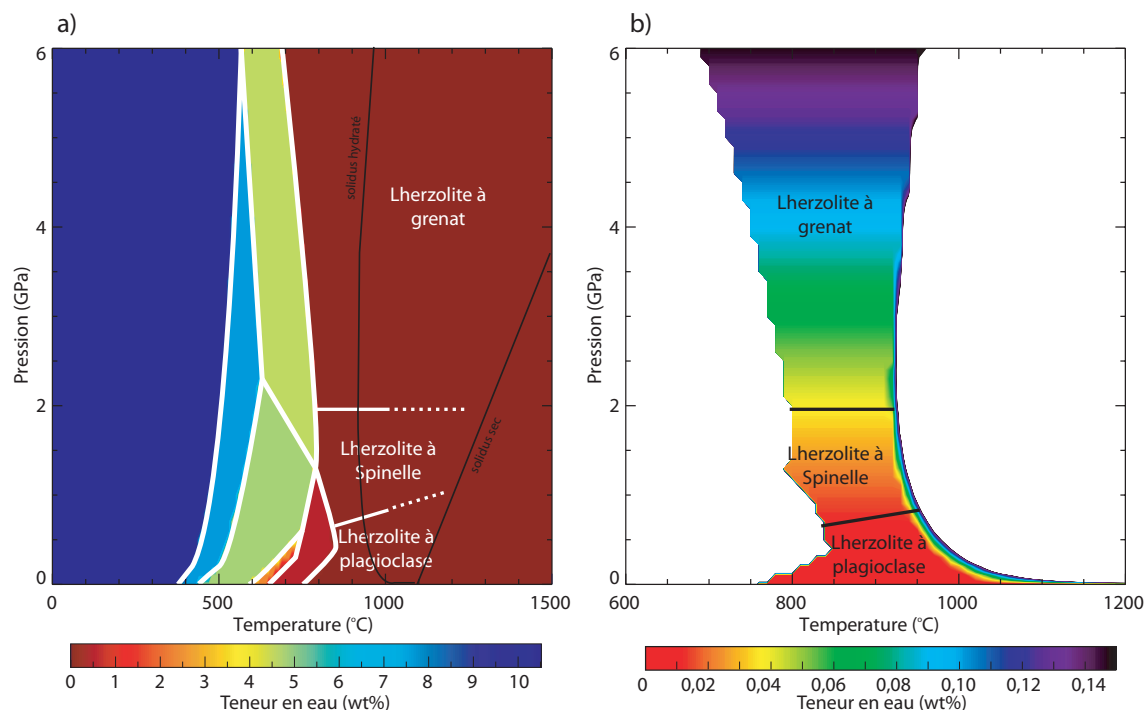 a)
6
4
2
0
Pression (GPa)
solidus hydraté
Lherzolite à
grenat
Lherzolite à
Spinelle
solidus sec
Lherzolite à
plagioclase
0
500
1000
1500
Temperature (°C)
0
1
2
3
4
5
6
7
8
9
10
Teneur en eau (wt%)
b)
6
4
2
0
Pression (GPa)
Lherzolite à
grenat
Lherzolite à
Spinelle
Lherzolite à
plagioclase
600
800
1000
1200
Temperature (°C)
0
0,02
0,04
0,06
0,08
0,10
0,12
0,14
Teneur en eau (wt%)